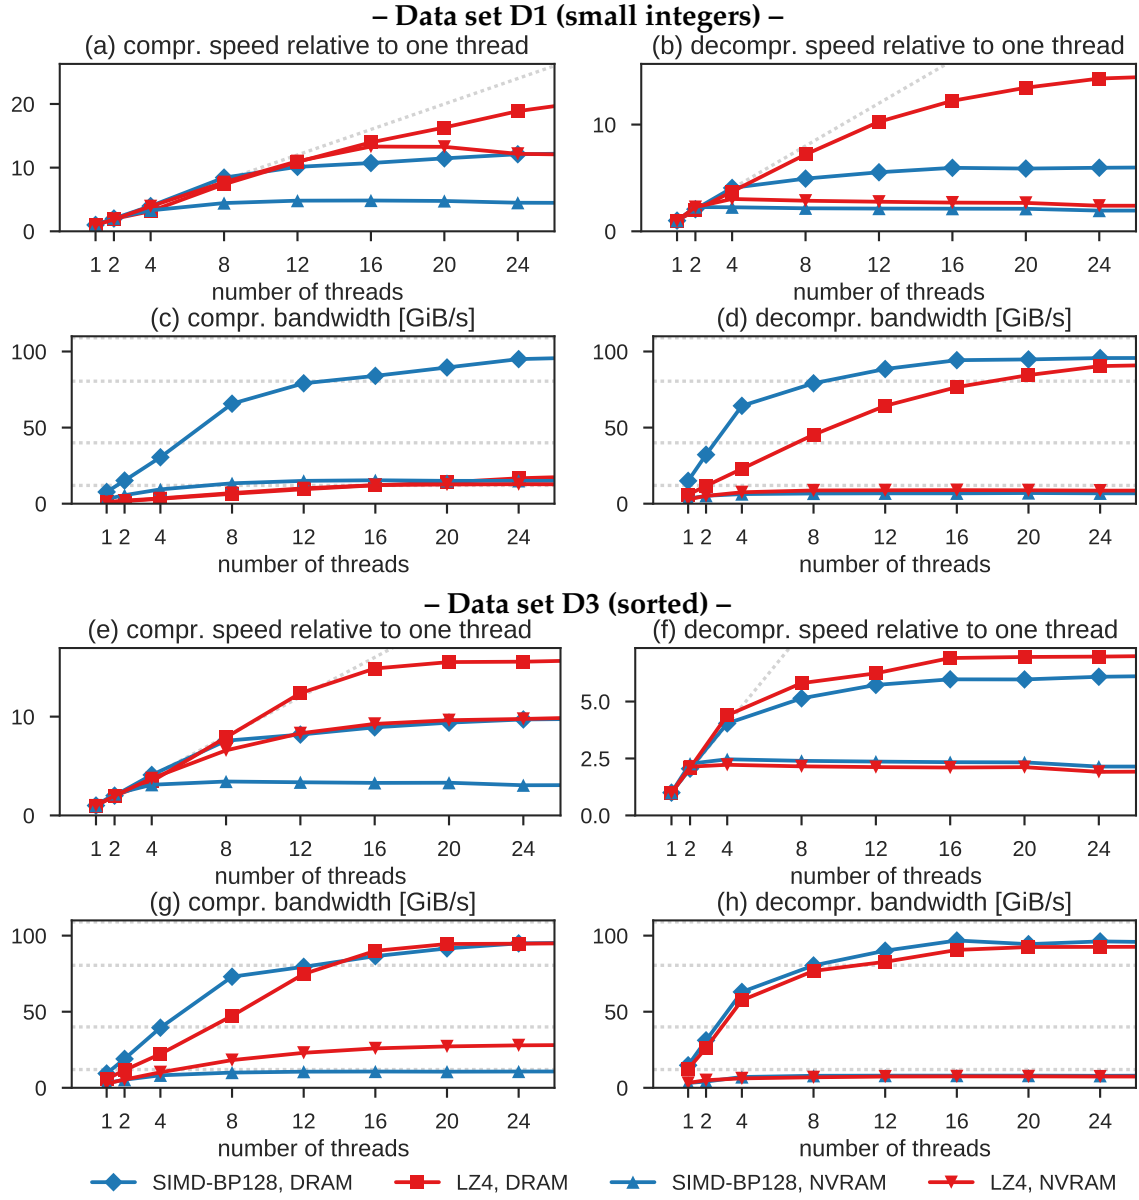 – Data set D1 (small integers) –
(a) compr. speed relative to one thread
20
10
0
1 2 4 8 12 16 20 24
number of threads
(b) decompr. speed relative to one thread
10
0
1 2 4 8 12 16 20 24
number of threads
(c) compr. bandwidth [GiB/s]
100
50
0
1 2 4 8 12 16 20 24
number of threads
(d) decompr. bandwidth [GiB/s]
100
50
0
1 2 4 8 12 16 20 24
number of threads
– Data set D3 (sorted) –
(e) compr. speed relative to one thread
10
0
1 2 4 8 12 16 20 24
number of threads
(f) decompr. speed relative to one thread
5.0
2.5
0.0
1 2 4 8 12 16 20 24
number of threads
(g) compr. bandwidth [GiB/s]
100
50
0
1 2 4 8 12 16 20 24
number of threads
(h) decompr. bandwidth [GiB/s]
100
50
0
1 2 4 8 12 16 20 24
number of threads
SIMD-BP128, DRAM LZ4, DRAM SIMD-BP128, NVRAM LZ4, NVRAM